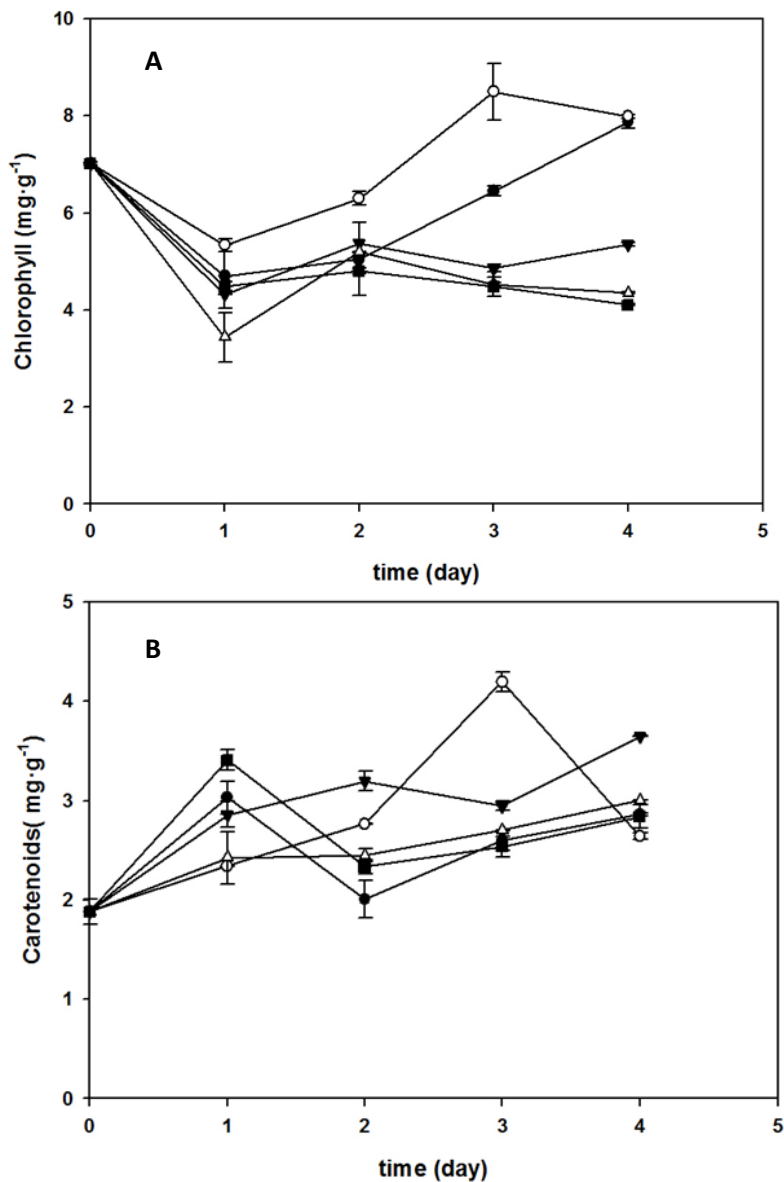 A
10
8
6
4
2
0
Chlorophyll (mg·g⁻¹)
0 1 2 3 4 5
time (day)
B
5
4
3
2
1
0
Carotenoids( mg·g⁻¹)
0 1 2 3 4 5
time (day)